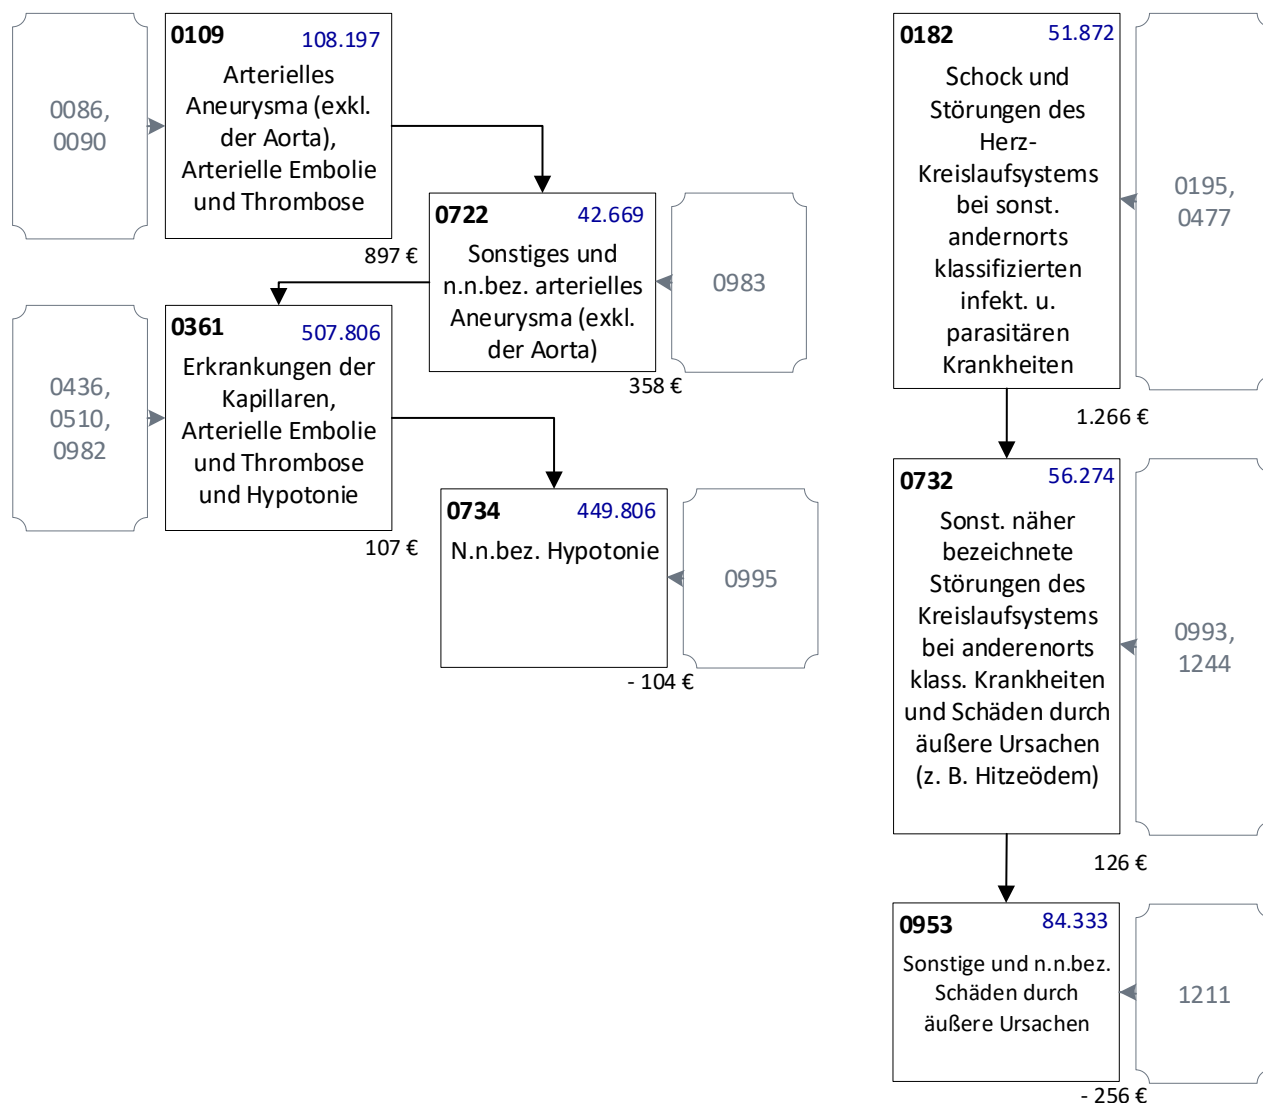 0086,
0090
0109 108.197
Arterielles
Aneurysma (exkl.
der Aorta),
Arterielle Embolie
und Thrombose
897 €
0722 42.669
Sonstiges und
n.n.bez. arterielles
Aneurysma (exkl.
der Aorta)
358 €
0983
0436,
0510,
0982
0361 507.806
Erkrankungen der
Kapillaren,
Arterielle Embolie
und Thrombose
und Hypotonie
107 €
0734 449.806
N.n.bez. Hypotonie
- 104 €
0995
0182 51.872
Schock und
Störungen des
Herz-
Kreislaufsystems
bei sonst.
andernorts
klassifizierten
infekt. u.
parasitären
Krankheiten
1.266 €
0195,
0477
0732 56.274
Sonst. näher
bezeichnete
Störungen des
Kreislaufsystems
bei anderenorts
klass. Krankheiten
und Schäden durch
äußere Ursachen
(z. B. Hitzeödem)
126 €
0993,
1244
0953 84.333
Sonstige und n.n.bez.
Schäden durch
äußere Ursachen
- 256 €
1211